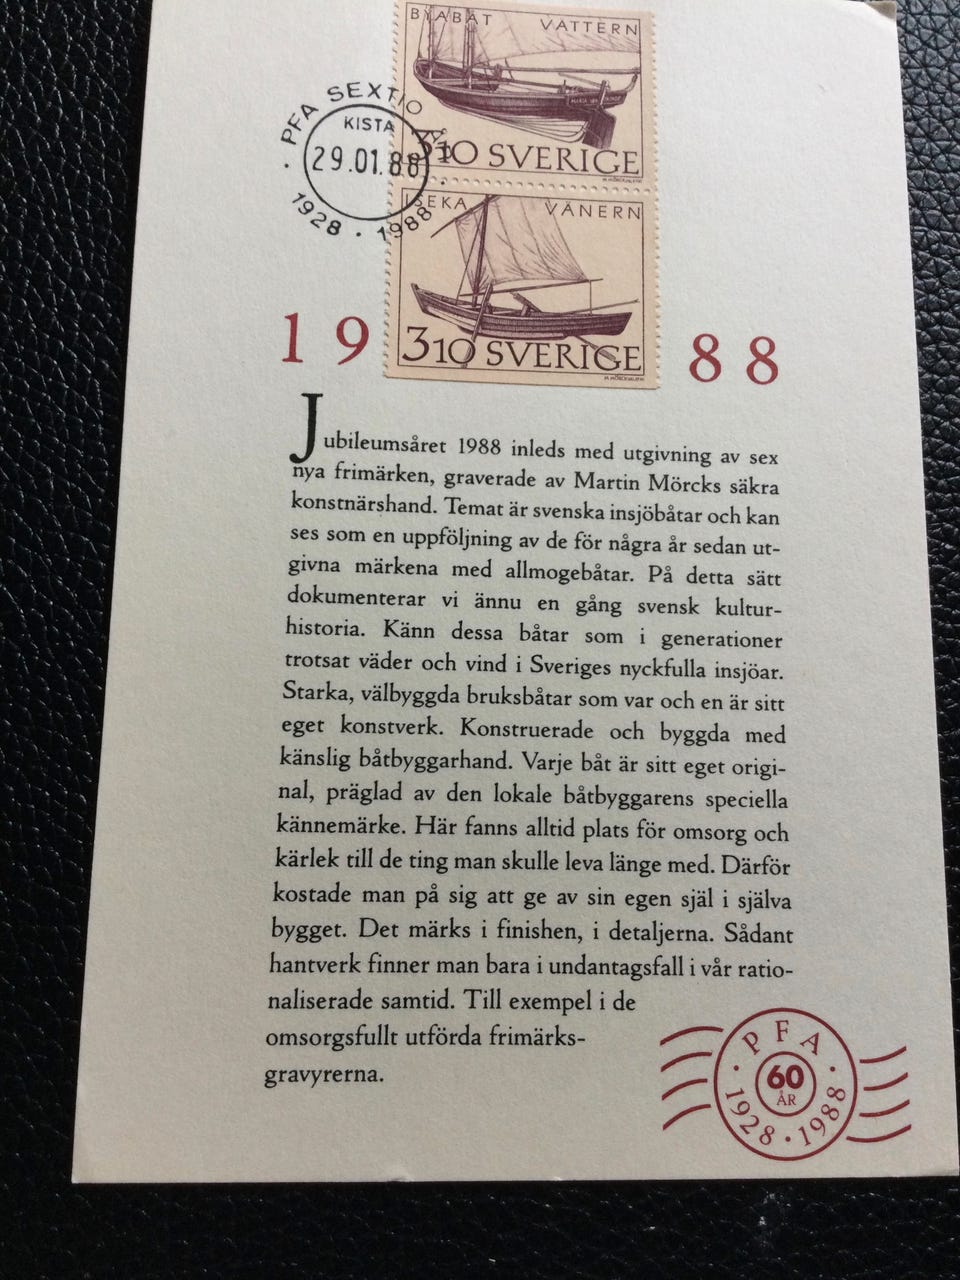 BYABÅT VÄTTERN
310 SVERIGE
PFA SEXTIO ÅR
KISTA
29.01.88
1928 · 1988
SEKA VÄNERN
310 SVERIGE
1988
Jubileumsåret 1988 inleds med utgivning av sex
nya frimärken, graverade av Martin Mörcks säkra
konstnärshand. Temat är svenska insjöbåtar och kan
ses som en uppföljning av de för några år sedan ut-
givna märkena med allmogebåtar. På detta sätt
dokumenterar vi ännu en gång svensk kultur-
historia. Känn dessa båtar som i generationer
trotsat väder och vind i Sveriges nyckfulla insjöar.
Starka, välbyggda bruksbåtar som var och en är sitt
eget konstverk. Konstruerade och byggda med
känslig båtbyggarhand. Varje båt är sitt eget origi-
nal, präglad av den lokale båtbyggarens speciella
kännemärke. Här fanns alltid plats för omsorg och
kärlek till de ting man skulle leva länge med. Därför
kostade man på sig att ge av sin egen själ i själva
bygget. Det märks i finishen, i detaljerna. Sådant
hantverk finner man bara i undantagsfall i vår ratio-
naliserade samtid. Till exempel i de
omsorgsfullt utförda frimärks-
gravyrerna.
PFA
60
ÅR
1928 · 1988